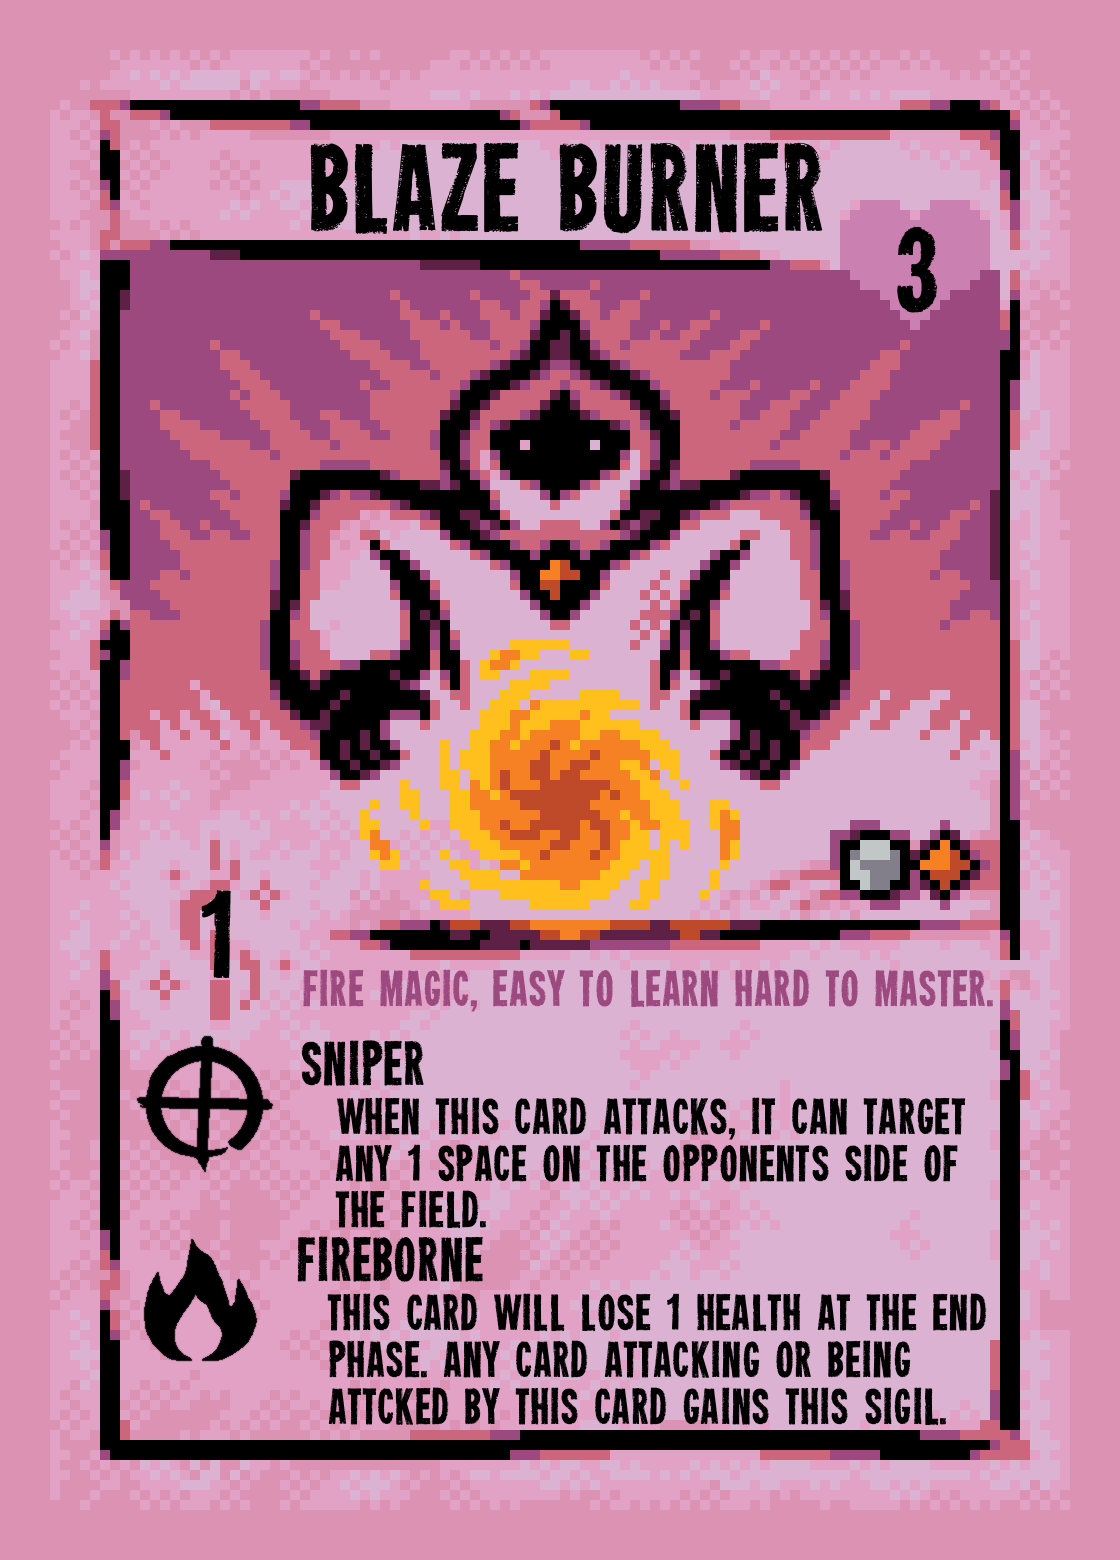 BLAZE BURNER
3
1
FIRE MAGIC, EASY TO LEARN HARD TO MASTER.
SNIPER
WHEN THIS CARD ATTACKS, IT CAN TARGET
ANY 1 SPACE ON THE OPPONENTS SIDE OF
THE FIELD.
FIREBORNE
THIS CARD WILL LOSE 1 HEALTH AT THE END
PHASE. ANY CARD ATTACKING OR BEING
ATTCKED BY THIS CARD GAINS THIS SIGIL.